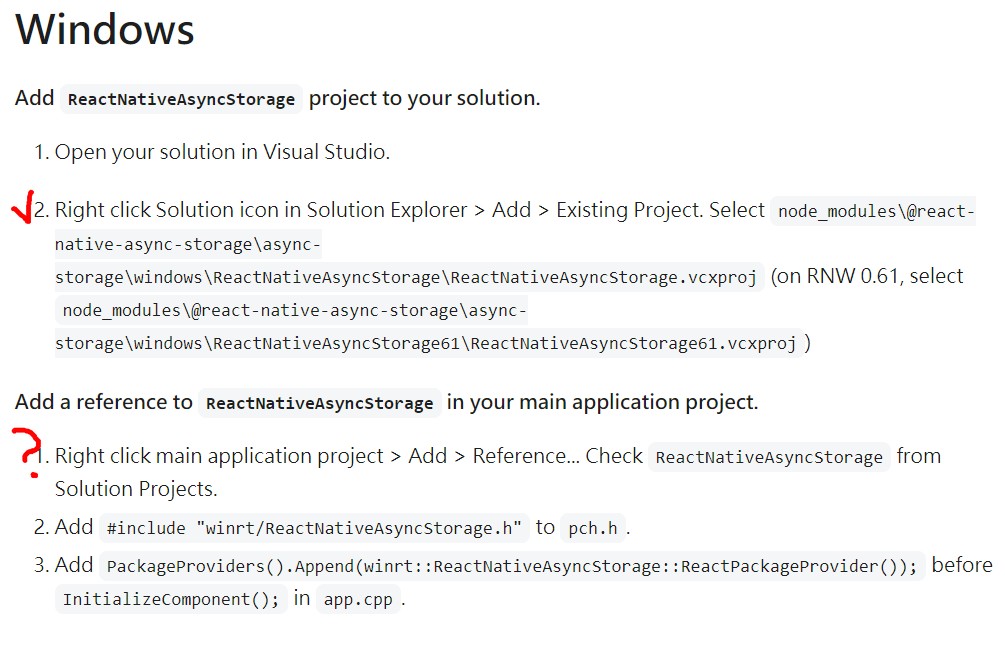 Windows
Add ReactNativeAsyncStorage project to your solution.
1. Open your solution in Visual Studio.
2. Right click Solution icon in Solution Explorer > Add > Existing Project. Select node_modules\@react-
native-async-storage\async-
storage\windows\ReactNativeAsyncStorage\ReactNativeAsyncStorage.vcxproj (on RNW 0.61, select
node_modules\@react-native-async-storage\async-
storage\windows\ReactNativeAsyncStorage61\ReactNativeAsyncStorage61.vcxproj )
Add a reference to ReactNativeAsyncStorage in your main application project.
? 1. Right click main application project > Add > Reference... Check ReactNativeAsyncStorage from
Solution Projects.
2. Add #include "winrt/ReactNativeAsyncStorage.h" to pch.h .
3. Add PackageProviders().Append(winrt::ReactNativeAsyncStorage::ReactPackageProvider()); before
InitializeComponent(); in app.cpp .